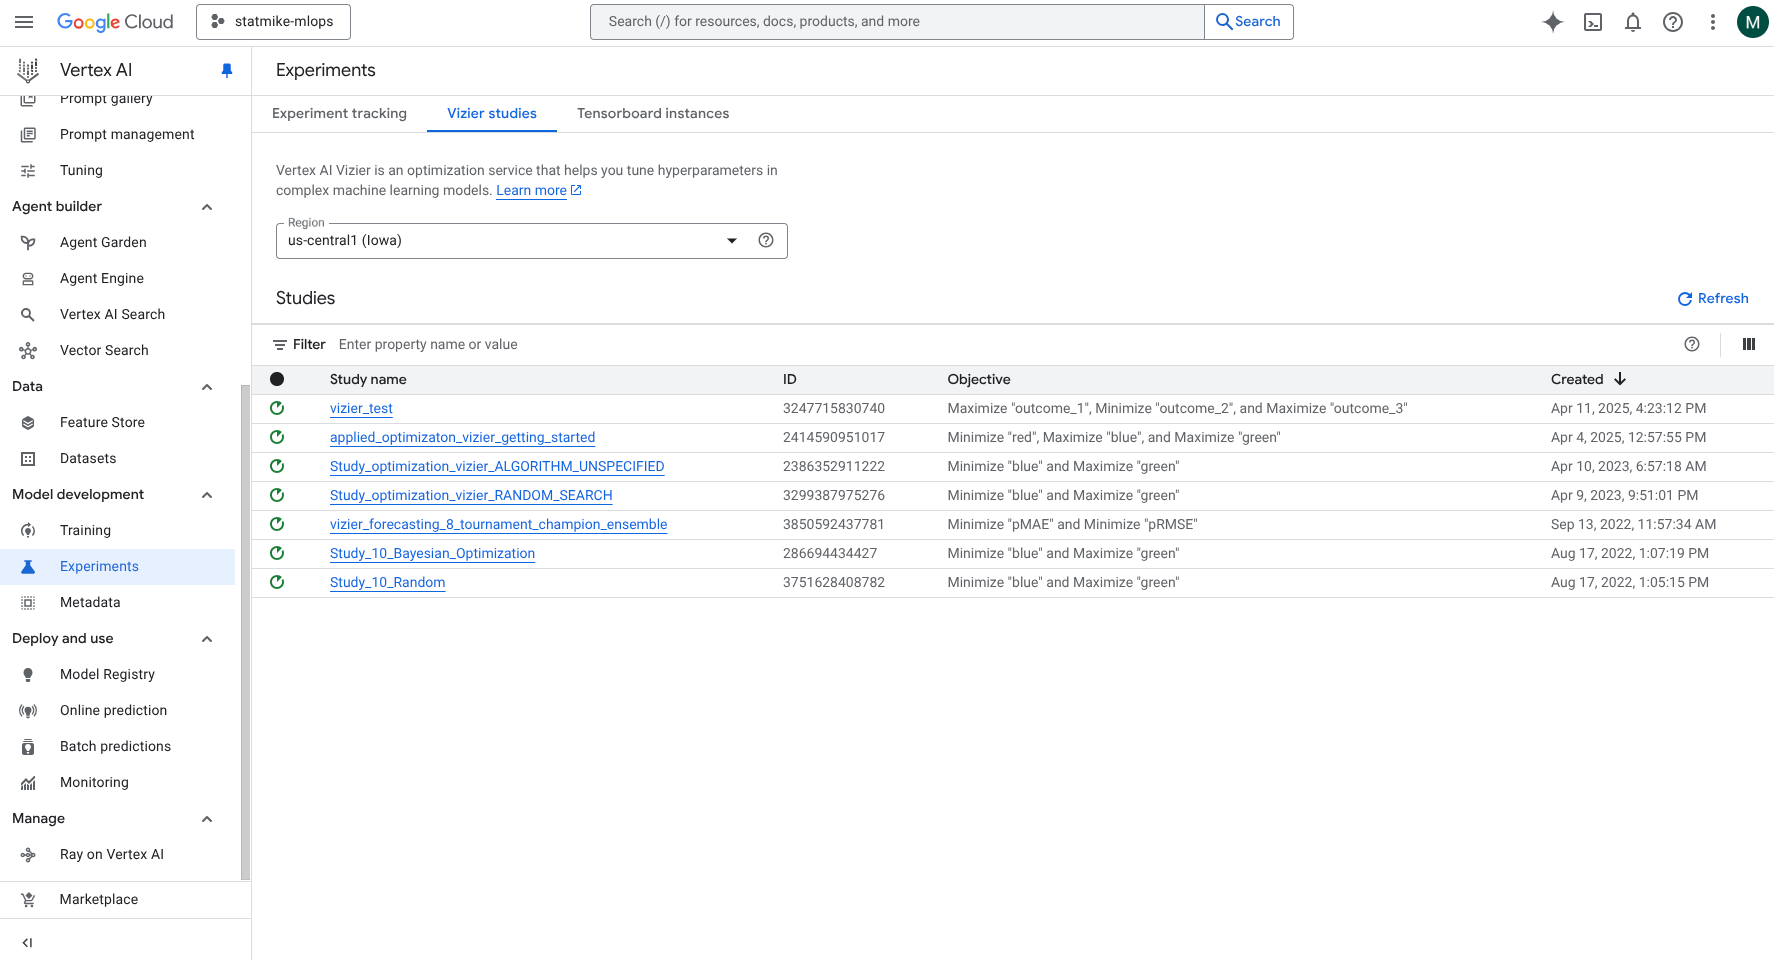 Google Cloud
statmike-mlops
Search (/) for resources, docs, products, and more
Search
M
Vertex AI
Prompt gallery
Prompt management
Tuning
Agent builder
Agent Garden
Agent Engine
Vertex AI Search
Vector Search
Data
Feature Store
Datasets
Model development
Training
Experiments
Metadata
Deploy and use
Model Registry
Online prediction
Batch predictions
Monitoring
Manage
Ray on Vertex AI
Marketplace
Experiments
Experiment tracking Vizier studies Tensorboard instances
Vertex AI Vizier is an optimization service that helps you tune hyperparameters in
complex machine learning models. Learn more
Region
us-central1 (Iowa)
Studies
Refresh
Filter Enter property name or value
Study name ID Objective Created
vizier_test 3247715830740 Maximize "outcome_1", Minimize "outcome_2", and Maximize "outcome_3" Apr 11, 2025, 4:23:12 PM
applied_optimizaton_vizier_getting_started 2414590951017 Minimize "red", Maximize "blue", and Maximize "green" Apr 4, 2025, 12:57:55 PM
Study_optimization_vizier_ALGORITHM_UNSPECIFIED 2386352911222 Minimize "blue" and Maximize "green" Apr 10, 2023, 6:57:18 AM
Study_optimization_vizier_RANDOM_SEARCH 3299387975276 Minimize "blue" and Maximize "green" Apr 9, 2023, 9:51:01 PM
vizier_forecasting_8_tournament_champion_ensemble 3850592437781 Minimize "pMAE" and Minimize "pRMSE" Sep 13, 2022, 11:57:34 AM
Study_10_Bayesian_Optimization 286694434427 Minimize "blue" and Maximize "green" Aug 17, 2022, 1:07:19 PM
Study_10_Random 3751628408782 Minimize "blue" and Maximize "green" Aug 17, 2022, 1:05:15 PM